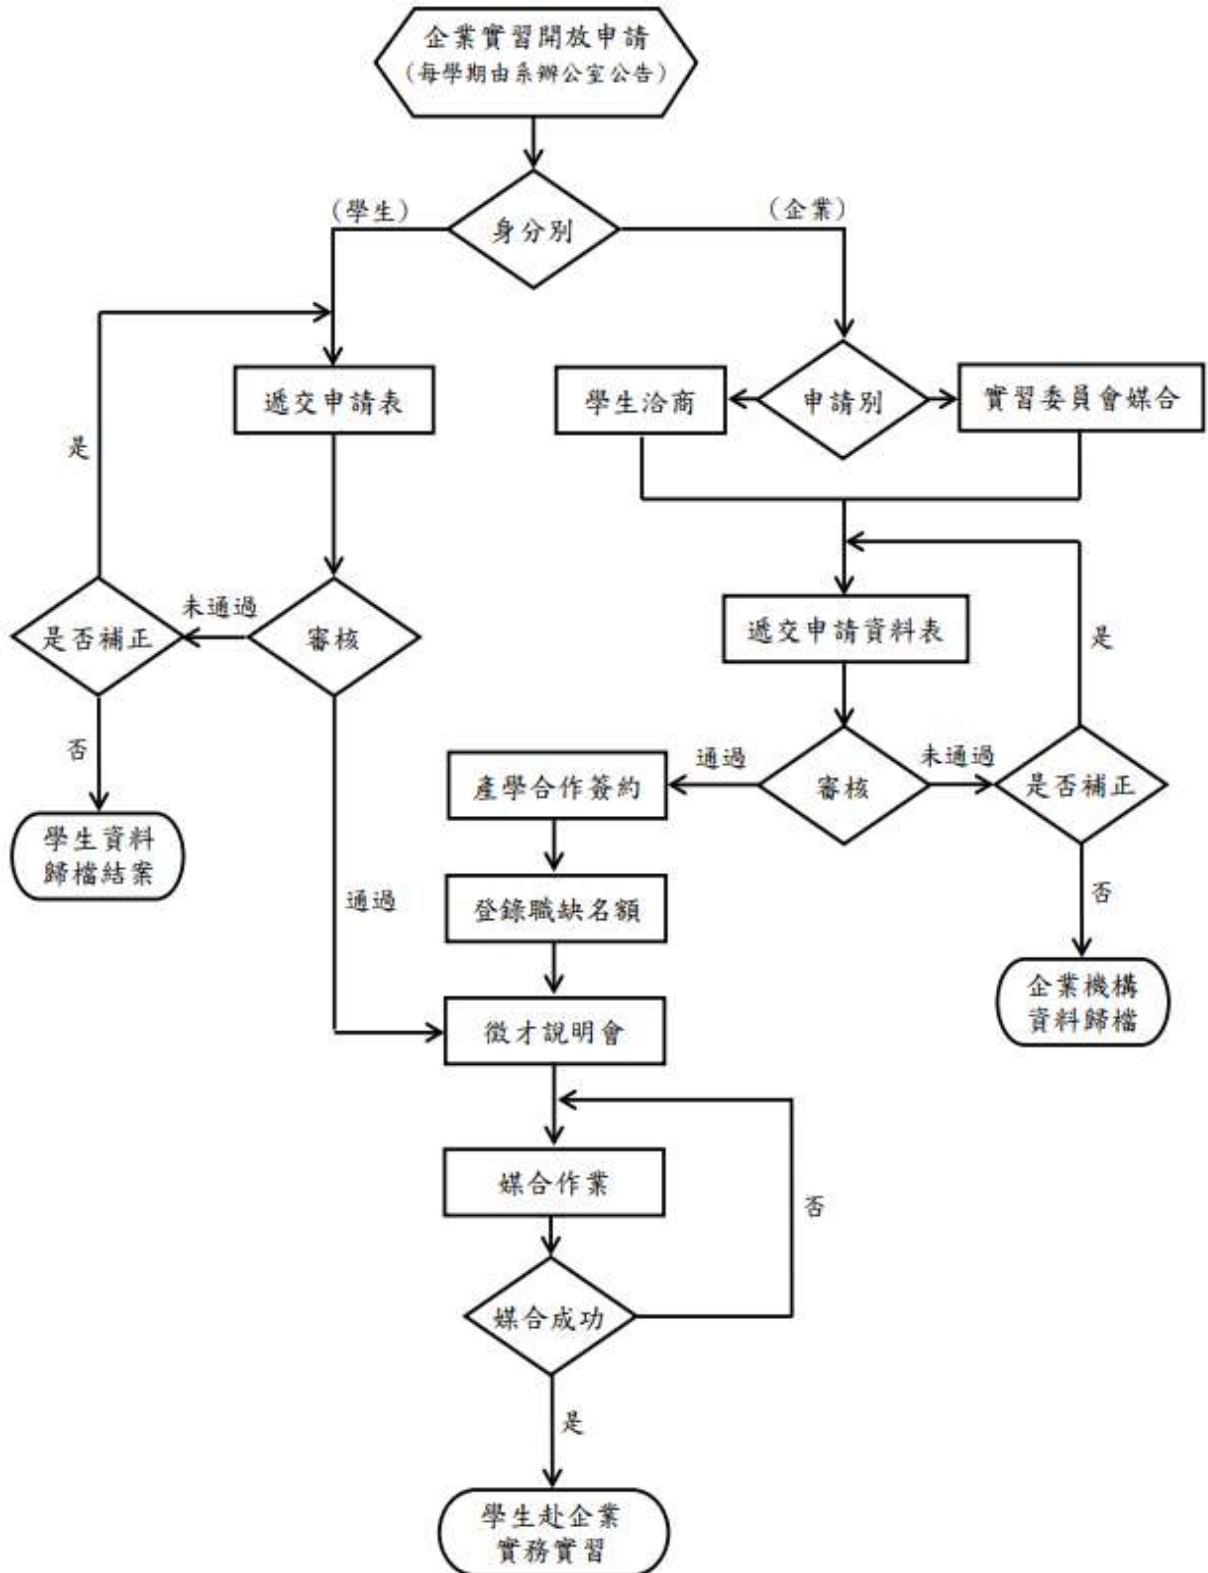 企業實習開放申請
（每學期由系辦公室公告）
（學生）
身分別
（企業）
遞交申請表
學生洽商
申請別
實習委員會媒合
是
是否補正
未通過
審核
遞交申請資料表
是
否
產學合作簽約
通過
審核
未通過
是否補正
學生資料
歸檔結案
通過
登錄職缺名額
否
企業機構
資料歸檔
徵才說明會
媒合作業
否
媒合成功
是
學生赴企業
實務實習